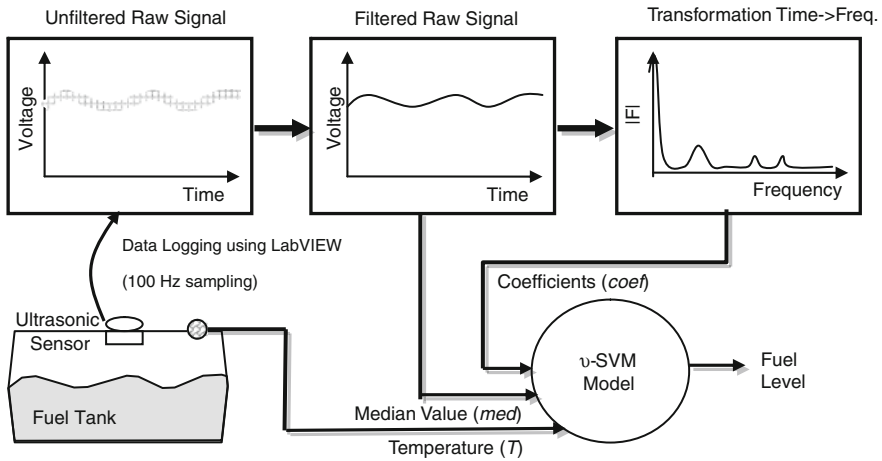 Unfiltered Raw Signal
Filtered Raw Signal
Transformation Time->Freq.
Voltage
Time
Voltage
Time
|F|
Frequency
Data Logging using LabVIEW
(100 Hz sampling)
Coefficients (coef)
Ultrasonic
Sensor
Fuel Tank
υ-SVM
Model
Fuel
Level
Median Value (med)
Temperature (T)